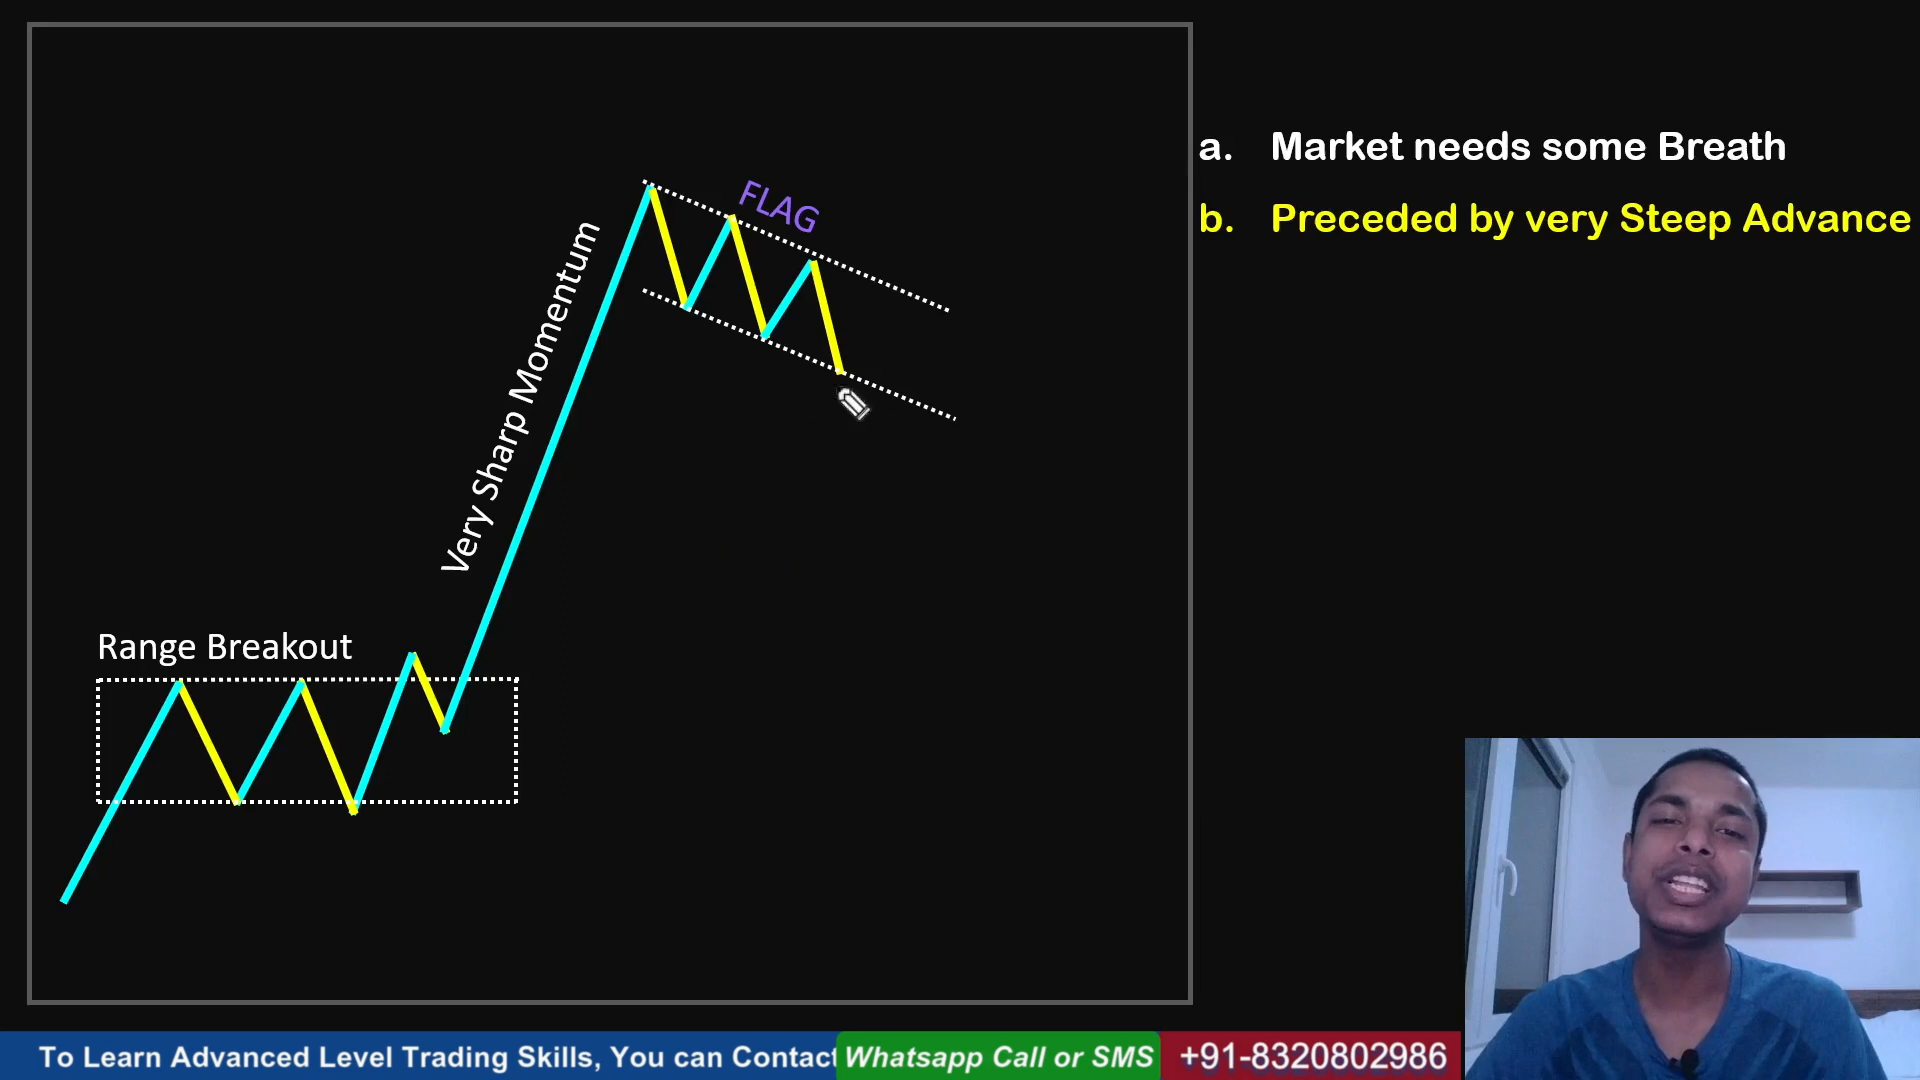 a. Market needs some Breath
b. Preceded by very Steep Advance
FLAG
Very Sharp Momentum
Range Breakout
To Learn Advanced Level Trading Skills, You can Contact Whatsapp Call or SMS +91-8320802986